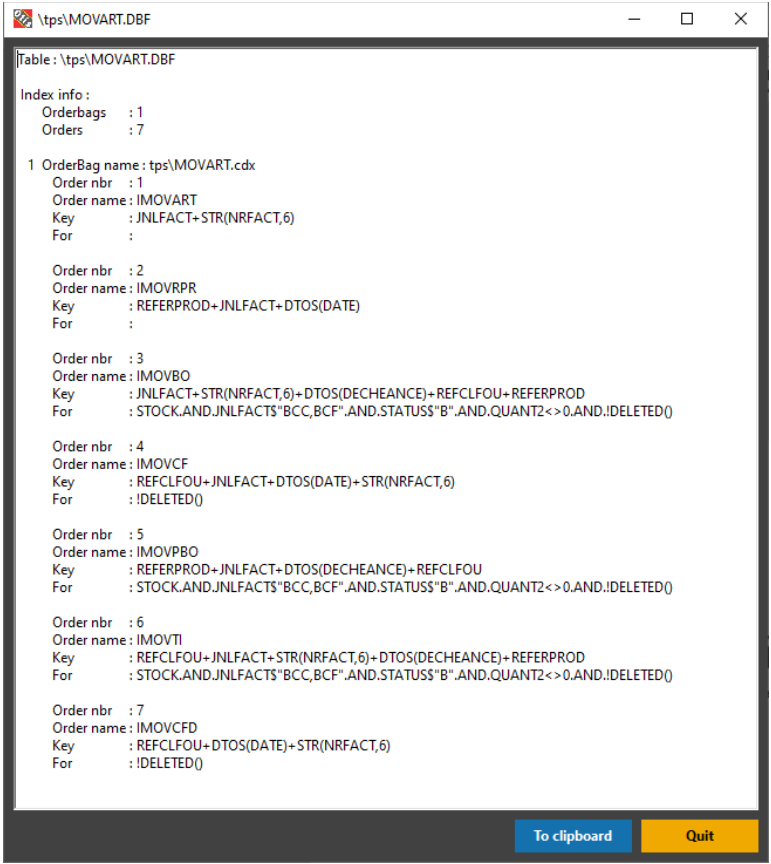 \tps\MOVART.DBF
Table : \tps\MOVART.DBF
Index info :
Orderbags : 1
Orders : 7
1 OrderBag name : tps\MOVART.cdx
Order nbr : 1
Order name : IMOVART
Key : JNLFACT+STR(NRFACT,6)
For :
Order nbr : 2
Order name : IMOVRPR
Key : REFERPROD+JNLFACT+DTOS(DATE)
For :
Order nbr : 3
Order name : IMOVBO
Key : JNLFACT+STR(NRFACT,6)+DTOS(DECHEANCE)+REFCLFOU+REFERPROD
For : STOCK.AND.JNLFACT$"BCC,BCF".AND.STATUS$"B".AND.QUANT2<>0.AND.!DELETED()
Order nbr : 4
Order name : IMOVCF
Key : REFCLFOU+JNLFACT+DTOS(DATE)+STR(NRFACT,6)
For : !DELETED()
Order nbr : 5
Order name : IMOVPBO
Key : REFERPROD+JNLFACT+DTOS(DECHEANCE)+REFCLFOU
For : STOCK.AND.JNLFACT$"BCC,BCF".AND.STATUS$"B".AND.QUANT2<>0.AND.!DELETED()
Order nbr : 6
Order name : IMOVTI
Key : REFCLFOU+JNLFACT+STR(NRFACT,6)+DTOS(DECHEANCE)+REFERPROD
For : STOCK.AND.JNLFACT$"BCC,BCF".AND.STATUS$"B".AND.QUANT2<>0.AND.!DELETED()
Order nbr : 7
Order name : IMOVCFD
Key : REFCLFOU+DTOS(DATE)+STR(NRFACT,6)
For : !DELETED()
To clipboard Quit